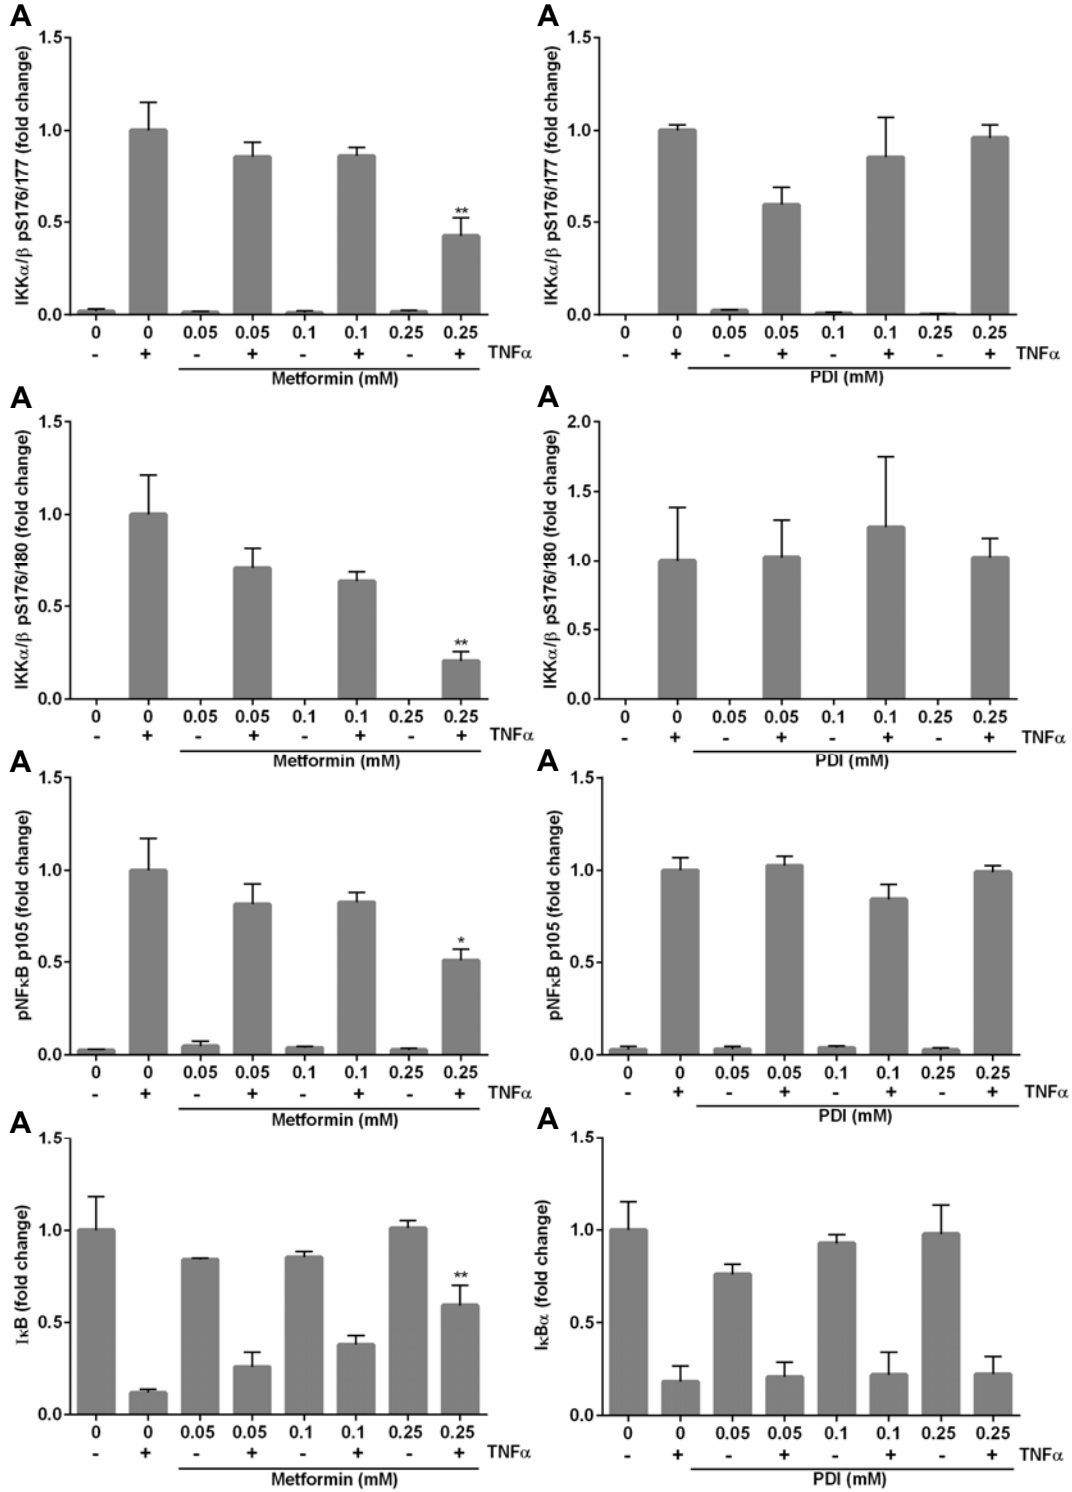 A
1.5
1.0
0.5
0.0
IKKα/β pS176/177 (fold change)
**
0 0 0.05 0.05 0.1 0.1 0.25 0.25
- + - + - + - + TNFα
Metformin (mM)
A
1.5
1.0
0.5
0.0
IKKα/β pS176/177 (fold change)
0 0 0.05 0.05 0.1 0.1 0.25 0.25
- + - + - + - + TNFα
PDI (mM)
A
1.5
1.0
0.5
0.0
IKKα/β pS176/180 (fold change)
**
0 0 0.05 0.05 0.1 0.1 0.25 0.25
- + - + - + - + TNFα
Metformin (mM)
A
2.0
1.5
1.0
0.5
0.0
IKKα/β pS176/180 (fold change)
0 0 0.05 0.05 0.1 0.1 0.25 0.25
- + - + - + - + TNFα
PDI (mM)
A
1.5
1.0
0.5
0.0
pNFκB p105 (fold change)
*
0 0 0.05 0.05 0.1 0.1 0.25 0.25
- + - + - + - + TNFα
Metformin (mM)
A
1.5
1.0
0.5
0.0
pNFκB p105 (fold change)
0 0 0.05 0.05 0.1 0.1 0.25 0.25
- + - + - + - + TNFα
PDI (mM)
A
1.5
1.0
0.5
0.0
IκB (fold change)
**
0 0 0.05 0.05 0.1 0.1 0.25 0.25
- + - + - + - + TNFα
Metformin (mM)
A
1.5
1.0
0.5
0.0
IκBα (fold change)
0 0 0.05 0.05 0.1 0.1 0.25 0.25
- + - + - + - + TNFα
PDI (mM)